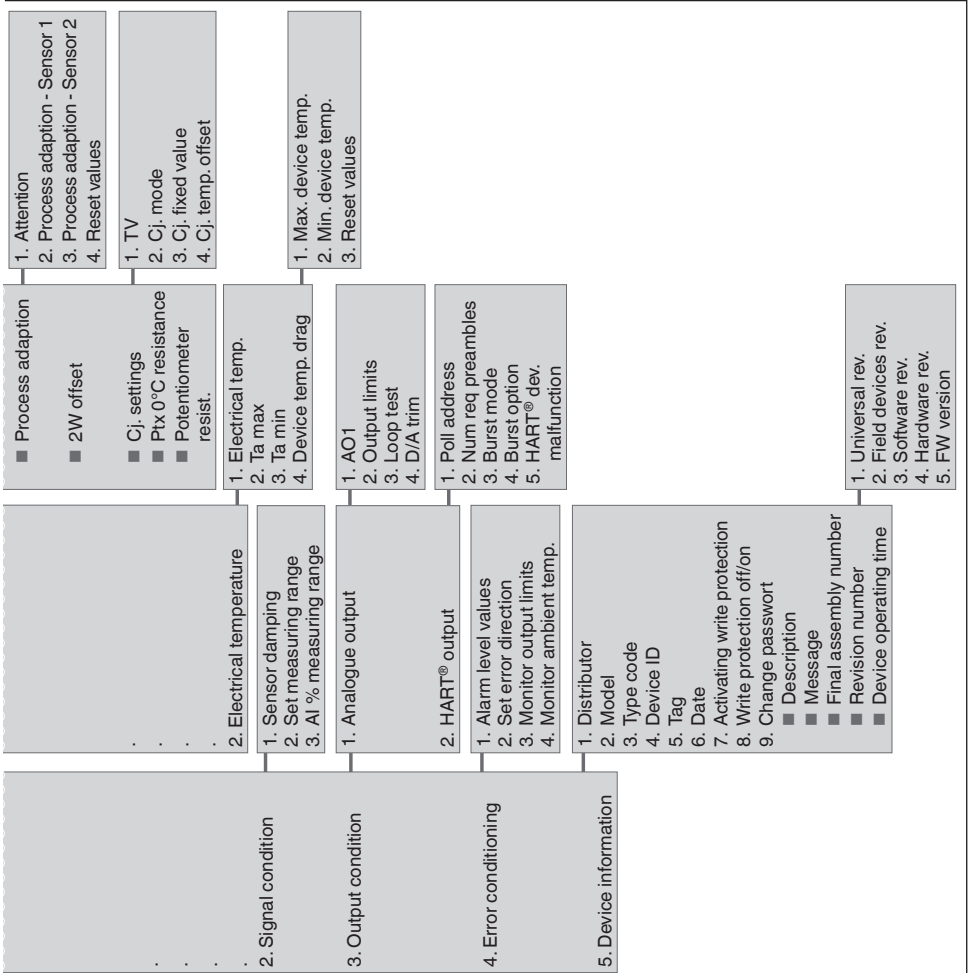 .
.
.
.
2. Signal condition
3. Output condition
4. Error conditioning
5. Device information
.
.
.
.
2. Electrical temperature
1. Sensor damping
2. Set measuring range
3. AI % measuring range
1. Analogue output
2. HART® output
1. Alarm level values
2. Set error direction
3. Monitor output limits
4. Monitor ambient temp.
1. Distributor
2. Model
3. Type code
4. Device ID
5. Tag
6. Date
7. Activating write protection
8. Write protection off/on
9. Change passwort
■ Description
■ Message
■ Final assembly number
■ Revision number
■ Device operating time
■ Process adaption
■ 2W offset
■ Cj. settings
■ Ptx 0°C resistance
■ Potentiometer
resist.
1. Electrical temp.
2. Ta max
3. Ta min
4. Device temp. drag
1. AO1
2. Output limits
3. Loop test
4. D/A trim
1. Poll address
2. Num req preambles
3. Burst mode
4. Burst option
5. HART® dev.
malfunction
1. Universal rev.
2. Field devices rev.
3. Software rev.
4. Hardware rev.
5. FW version
1. Attention
2. Process adaption - Sensor 1
3. Process adaption - Sensor 2
4. Reset values
1. TV
2. Cj. mode
3. Cj. fixed value
4. Cj. temp. offset
1. Max. device temp.
2. Min. device temp.
3. Reset values